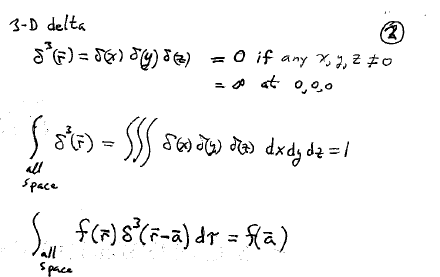 3-D delta
②
δ³(r̄) = δ(x) δ(y) δ(z) = 0 if any x, y, z ≠ 0
= ∞ at 0,0,0
∫ δ³(r̄) = ∭ δ(x) δ(y) δ(z) dx dy dz = 1
all
space
∫ f(r̄) δ³(r̄-ā) dτ = f(ā)
all
space